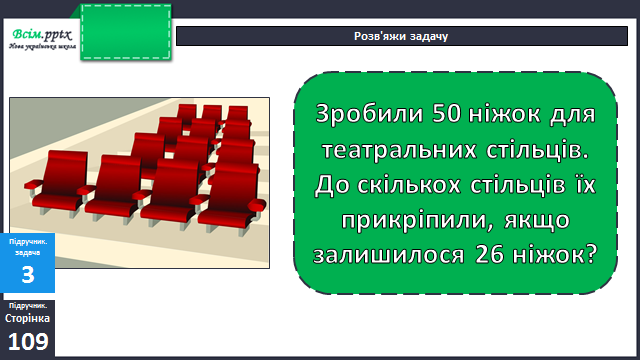 Всім.pptx
Нова українська школа
Розв'яжи задачу
Зробили 50 ніжок для
театральних стільців.
До скількох стільців їх
прикріпили, якщо
залишилося 26 ніжок?
Підручник.
задача
3
Підручник.
Сторінка
109